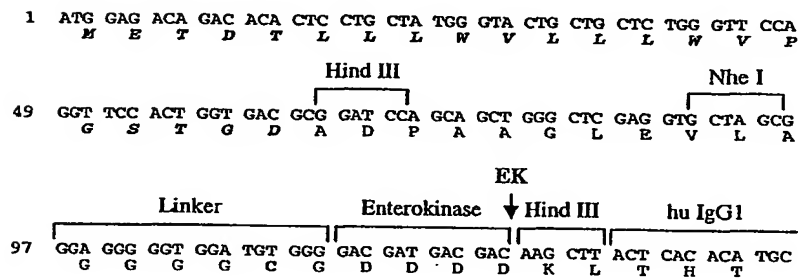 1 ATG GAG ACA GAC ACA CTC CTG CTA TGG GTA CTG CTG CTC TGG GTT CCA
M E T D T L L L W V L L L W V P
Hind III Nhe I
49 GGT TCC ACT GGT GAC GCG GAT CCA GCA GCT GGG CTC GAG GTG CTA GCG
G S T G D A D P A A G L E V L A
EK
Linker Enterokinase Hind III hu IgG1
97 GGA GGG GGT GGA TGT GGG GAC GAT GACGAC AAG CTT ACT CAC ACA TGC
G G G G C G D D D D K L T H T